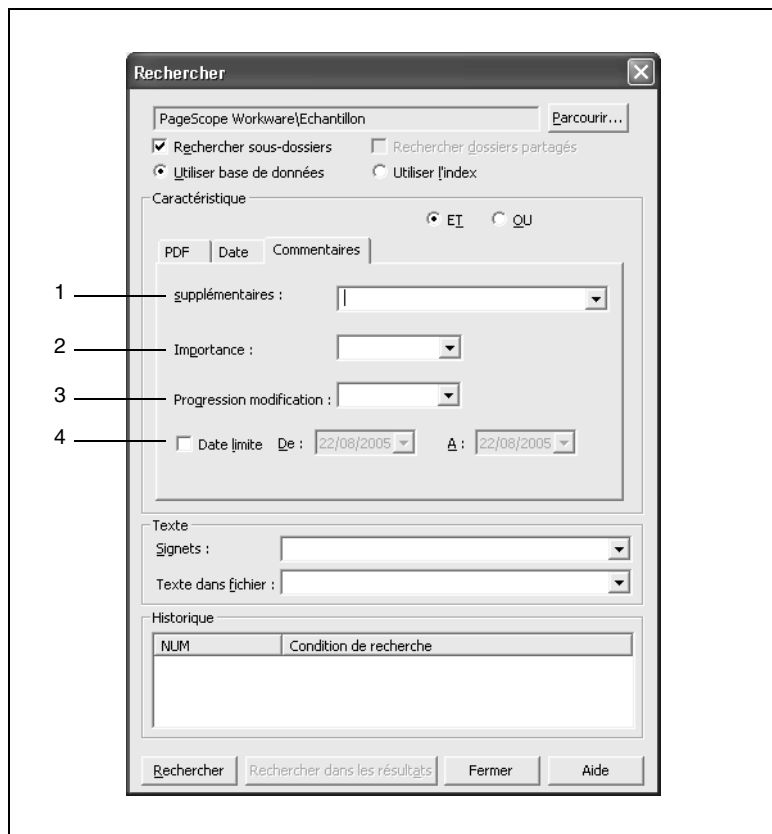 Rechercher
PageScope Workware\Echantillon
Parcourir...
Rechercher sous-dossiers
Rechercher dossiers partagés
Utiliser base de données
Utiliser l'index
Caractéristique
ET
OU
PDF
Date
Commentaires
1
supplémentaires :
2
Importance :
3
Progression modification :
4
Date limite De : 22/08/2005 A : 22/08/2005
Texte
Signets :
Texte dans fichier :
Historique
NUM
Condition de recherche
Rechercher
Rechercher dans les résultats
Fermer
Aide